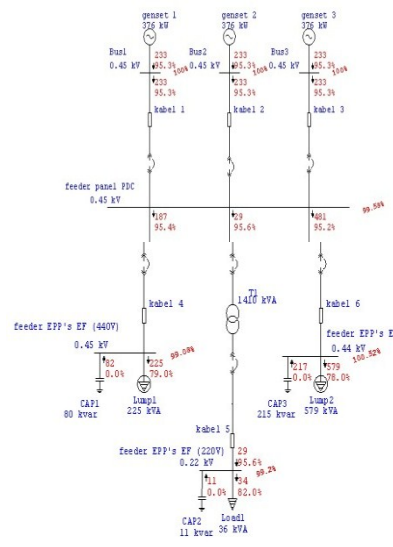 genset 1
376 kW
genset 2
376 kW
genset 3
376 kW
Bus1
0.45 kV
233
95.3%
100%
233
95.3%
Bus2
0.45 kV
233
95.3%
100%
233
95.3%
Bus3
0.45 kV
233
95.3%
100%
233
95.3%
kabel 1
kabel 2
kabel 3
feeder panel PDC
0.45 kV
99.59%
187
95.4%
29
95.6%
481
95.2%
T1
1410 kVA
kabel 4
kabel 6
feeder EPP's EF (440V)
0.45 kV
99.08%
feeder EPP's E
0.44 kV
100.52%
82
0.0%
225
79.0%
CAP1
80 kvar
Lump1
225 kVA
217
0.0%
579
78.0%
CAP3
215 kvar
Lump2
579 kVA
kabel 5
29
95.6%
feeder EPP's EF (220V)
0.22 kV
99.2%
11
0.0%
34
82.0%
CAP2
11 kvar
Load1
36 kVA